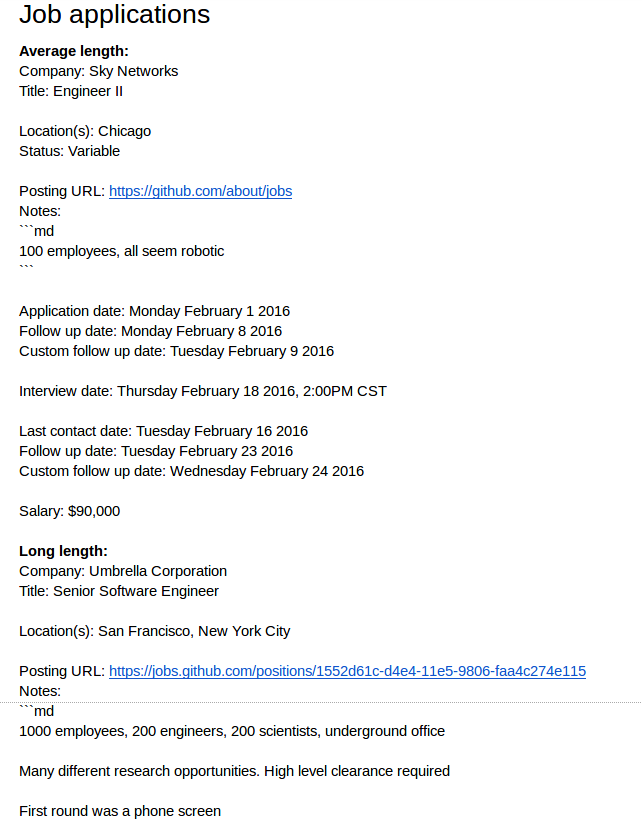 Job applications
Average length:
Company: Sky Networks
Title: Engineer II
Location(s): Chicago
Status: Variable
Posting URL: https://github.com/about/jobs
Notes:
```md
100 employees, all seem robotic
```
Application date: Monday February 1 2016
Follow up date: Monday February 8 2016
Custom follow up date: Tuesday February 9 2016
Interview date: Thursday February 18 2016, 2:00PM CST
Last contact date: Tuesday February 16 2016
Follow up date: Tuesday February 23 2016
Custom follow up date: Wednesday February 24 2016
Salary: $90,000
Long length:
Company: Umbrella Corporation
Title: Senior Software Engineer
Location(s): San Francisco, New York City
Posting URL: https://jobs.github.com/positions/1552d61c-d4e4-11e5-9806-faa4c274e115
Notes:
```md
1000 employees, 200 engineers, 200 scientists, underground office
Many different research opportunities. High level clearance required
First round was a phone screen